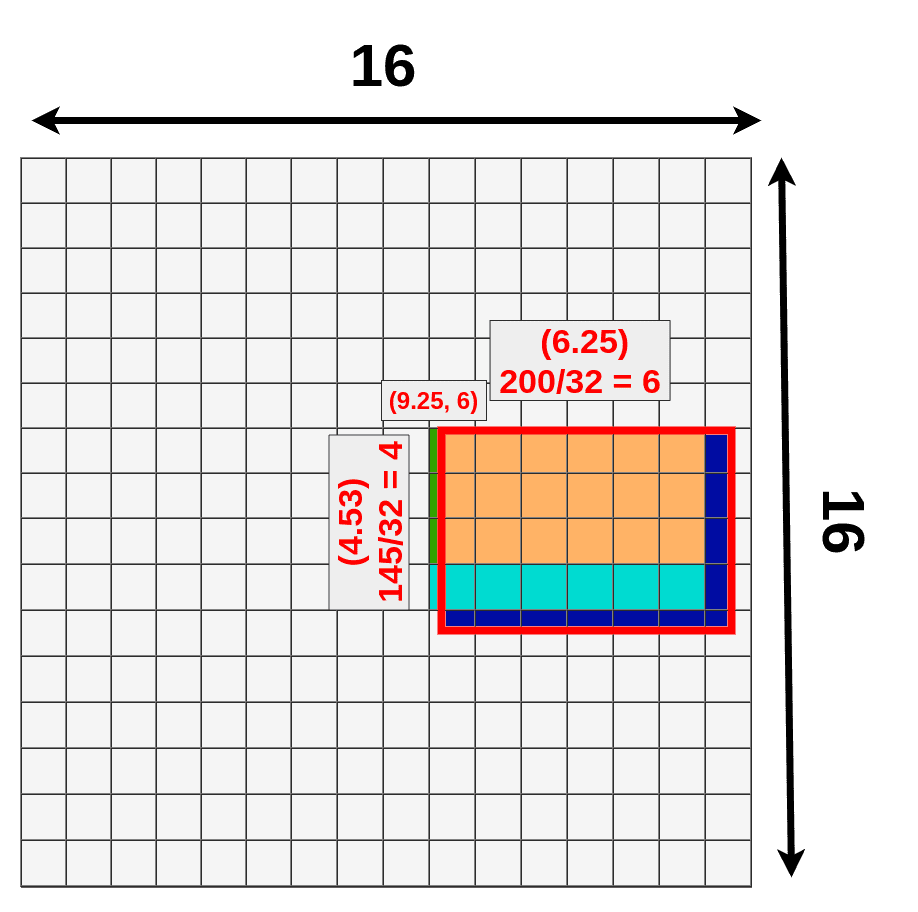 16
(6.25)
200/32 = 6
(9.25, 6)
(4.53)
145/32 = 4
16